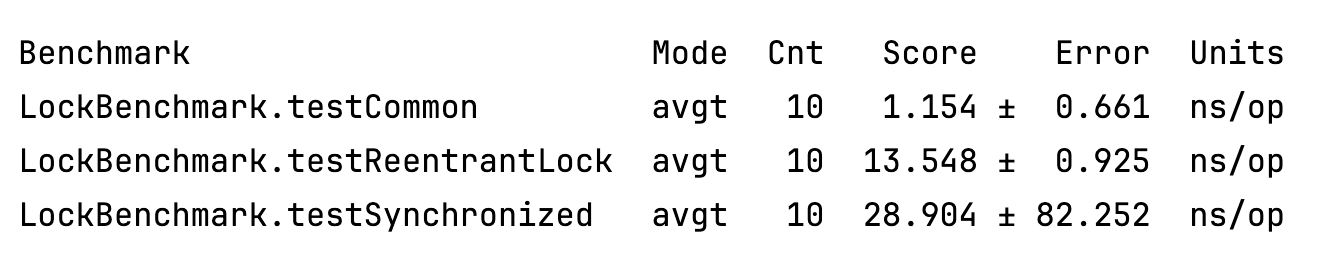 Benchmark Mode Cnt Score Error Units
LockBenchmark.testCommon avgt 10 1.154 ± 0.661 ns/op
LockBenchmark.testReentrantLock avgt 10 13.548 ± 0.925 ns/op
LockBenchmark.testSynchronized avgt 10 28.904 ± 82.252 ns/op